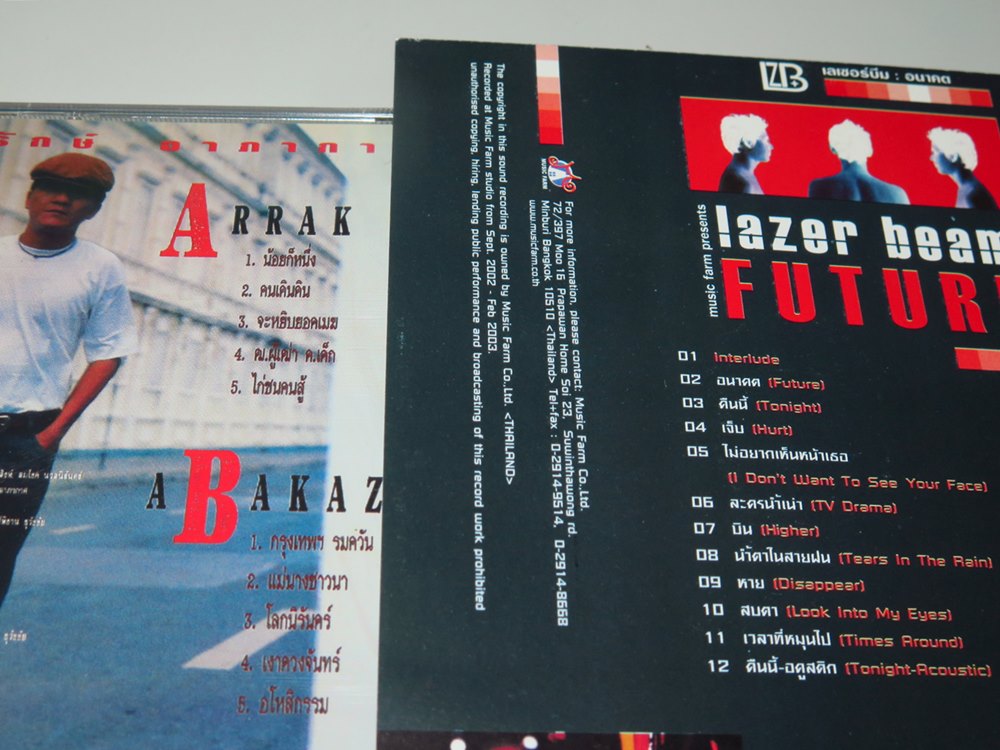 รักษ์ อาภากา
ARRAK
1. น้อยก็หนึ่ง
2. คนเดินดิน
3. จะหยิบยอดเมฆ
4. ฒ.ผู้เฒ่า ด.เด็ก
5. ไก่ชนคนสู้
ABAKAZ
1. กรุงเทพฯ รมควัน
2. แม่นางชาวนา
3. โลกนิรันดร์
4. เงาดวงจันทร์
5. อโหสิกรรม
The copyright in this sound recording is owned by Music Farm Co.,Ltd. <THAILAND>
Recorded at Music Farm studio from Sept. 2002 - Feb 2003.
unauthorised copying, hiring, lending public performance and broadcasting of this record work prohibited
MUSIC FARM
For more information, please contact: Music Farm Co.,Ltd.
72/397 Moo 15 Prapawan Home Soi 23, Suwinthawong rd.
Minburi Bangkok 10510 <Thailand> Tel+fax : 0-2914-9514, 0-2914-8668
www.musicfarm.co.th
LZB
เลเซอร์บีม : อนาคต
music farm presents
lazer beam
FUTUR
01 Interlude
02 อนาคต (Future)
03 คืนนี้ (Tonight)
04 เจ็บ (Hurt)
05 ไม่อยากเห็นหน้าเธอ
(I Don't Want To See Your Face)
06 ละครน้ำเน่า (TV Drama)
07 บิน (Higher)
08 น้ำตาในสายฝน (Tears In The Rain)
09 หาย (Disappear)
10 สบตา (Look Into My Eyes)
11 เวลาที่หมุนไป (Times Around)
12 คืนนี้-อคูสติก (Tonight-Acoustic)